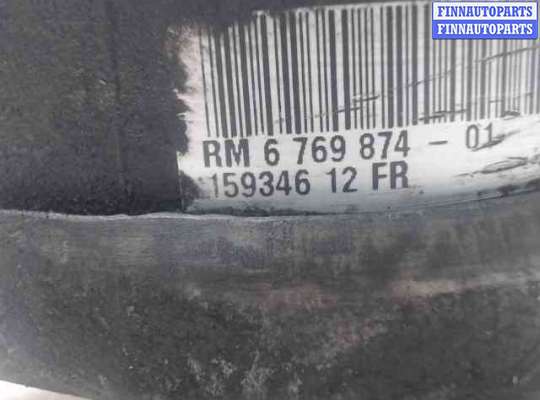 FINNAUTOPARTS
FINNAUTOPARTS
RM 6 769 874 - 01
159346 12 FR